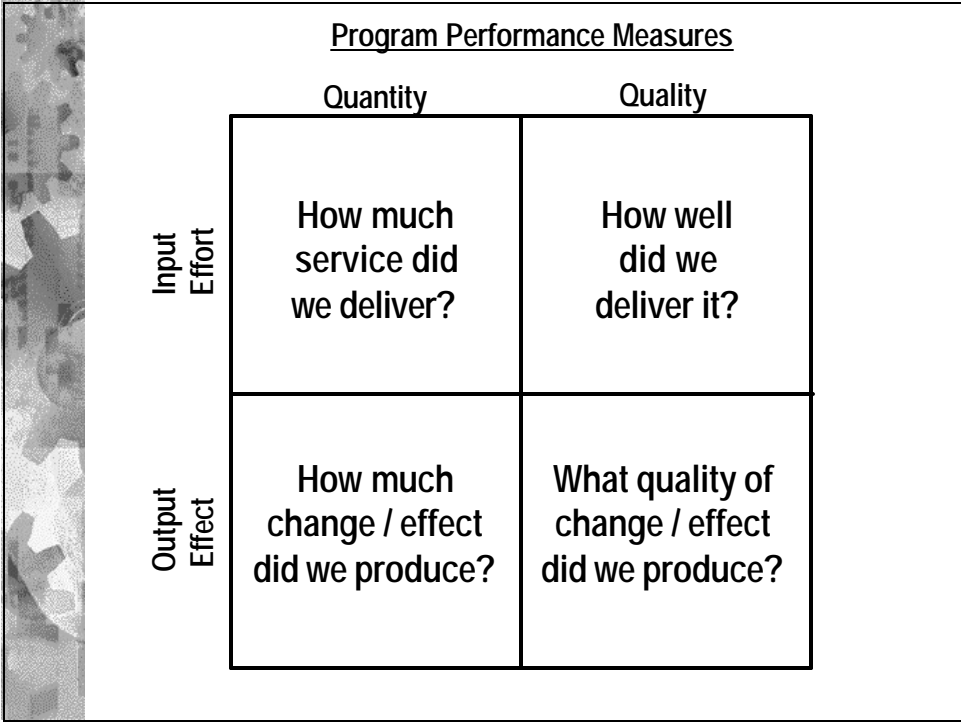 Program Performance Measures
Quantity
Quality
Input
Effort
How much
service did
we deliver?
How well
did we
deliver it?
Output
Effect
How much
change / effect
did we produce?
What quality of
change / effect
did we produce?